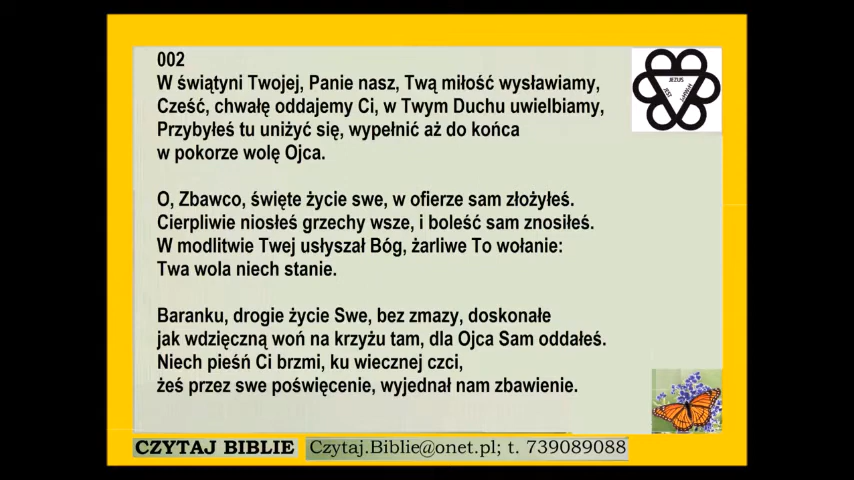 002
W świątyni Twojej, Panie nasz, Twą miłość wysławiamy,
Cześć, chwałę oddajemy Ci, w Twym Duchu uwielbiamy,
Przybyłeś tu uniżyć się, wypełnić aż do końca
w pokorze wolę Ojca.
O, Zbawco, święte życie swe, w ofierze sam złożyłeś.
Cierpliwie niosłeś grzechy wsze, i boleść sam znosiłeś.
W modlitwie Twej usłyszał Bóg, żarliwe To wołanie:
Twa wola niech stanie.
Baranku, drogie życie Swe, bez zmazy, doskonałe
jak wdzięczną woń na krzyżu tam, dla Ojca Sam oddałeś.
Niech pieśń Ci brzmi, ku wiecznej czci,
żeś przez swe poświęcenie, wyjednał nam zbawienie.
JEZUS
JEST
CZYTAJ BIBLIE
Czytaj.Biblie@onet.pl; t. 739089088